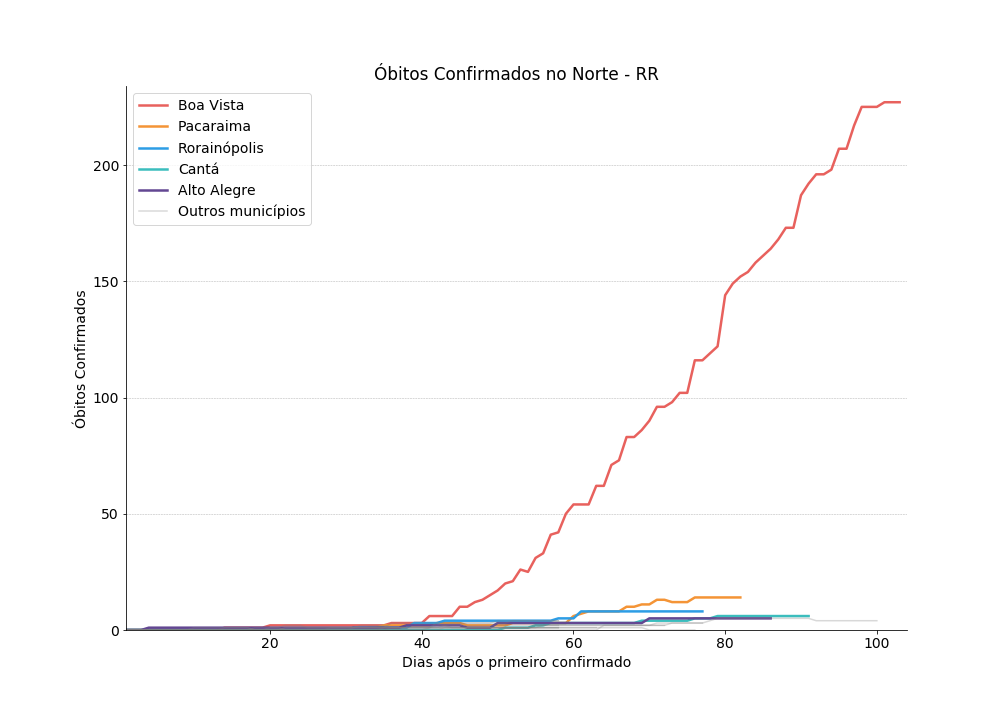 Óbitos Confirmados no Norte - RR
Boa Vista
Pacaraima
Rorainópolis
Cantá
Alto Alegre
Outros municípios
Óbitos Confirmados
200
150
100
50
0
20
40
60
80
100
Dias após o primeiro confirmado